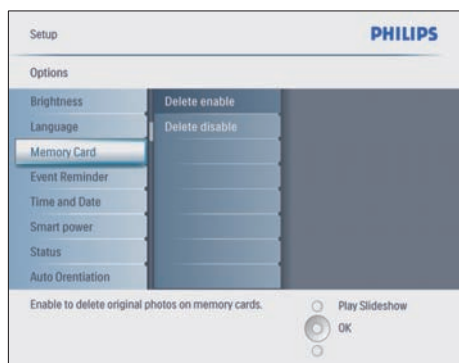 Setup
PHILIPS
Options
Brightness
Delete enable
Language
Delete disable
Memory Card
Event Reminder
Time and Date
Smart power
Status
Auto Orentiation
Enable to delete original photos on memory cards.
Play Slideshow
OK